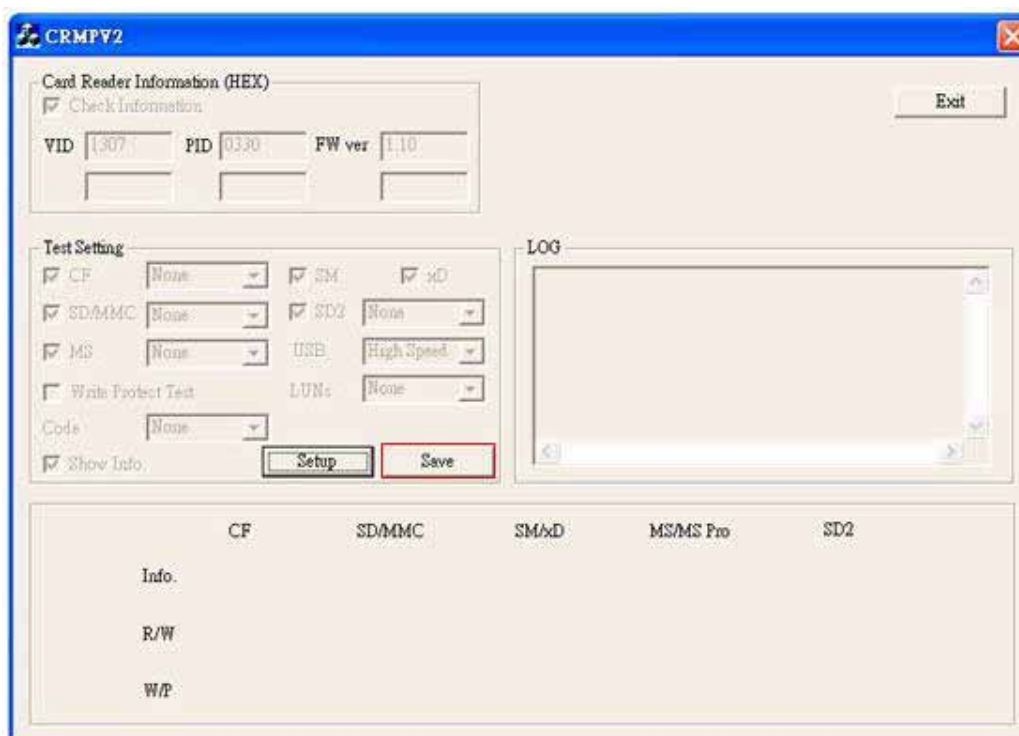 CRMPV2
Card Reader Information (HEX)
Check Information
Exit
VID 1307 PID 0330 FW ver 1.10
Test Setting
LOG
CF None SM xD
SD/MMC None SD2 None
MS None USB High Speed
Write Protect Test LUNs None
Code None
Show Info. Setup Save
CF SD/MMC SM/xD MS/MS Pro SD2
Info.
R/W
W/P